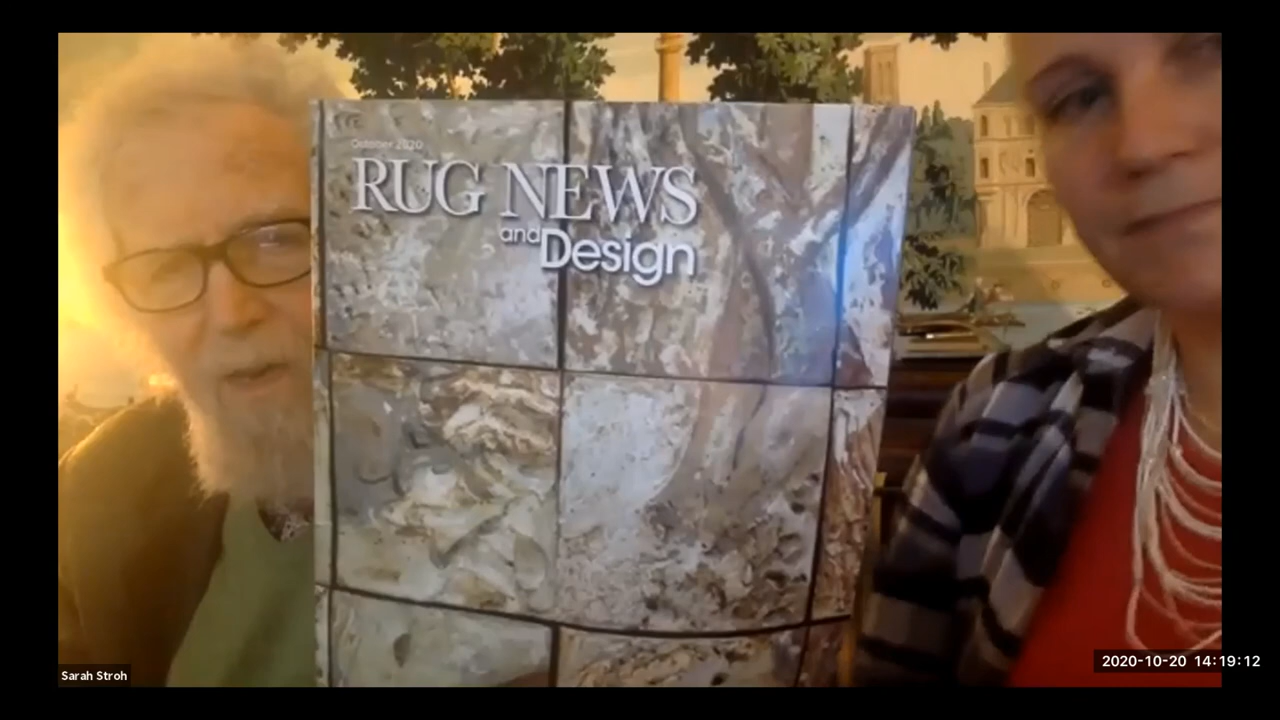 October 2020
RUG NEWS
and Design
Sarah Stroh
2020-10-20 14:19:12